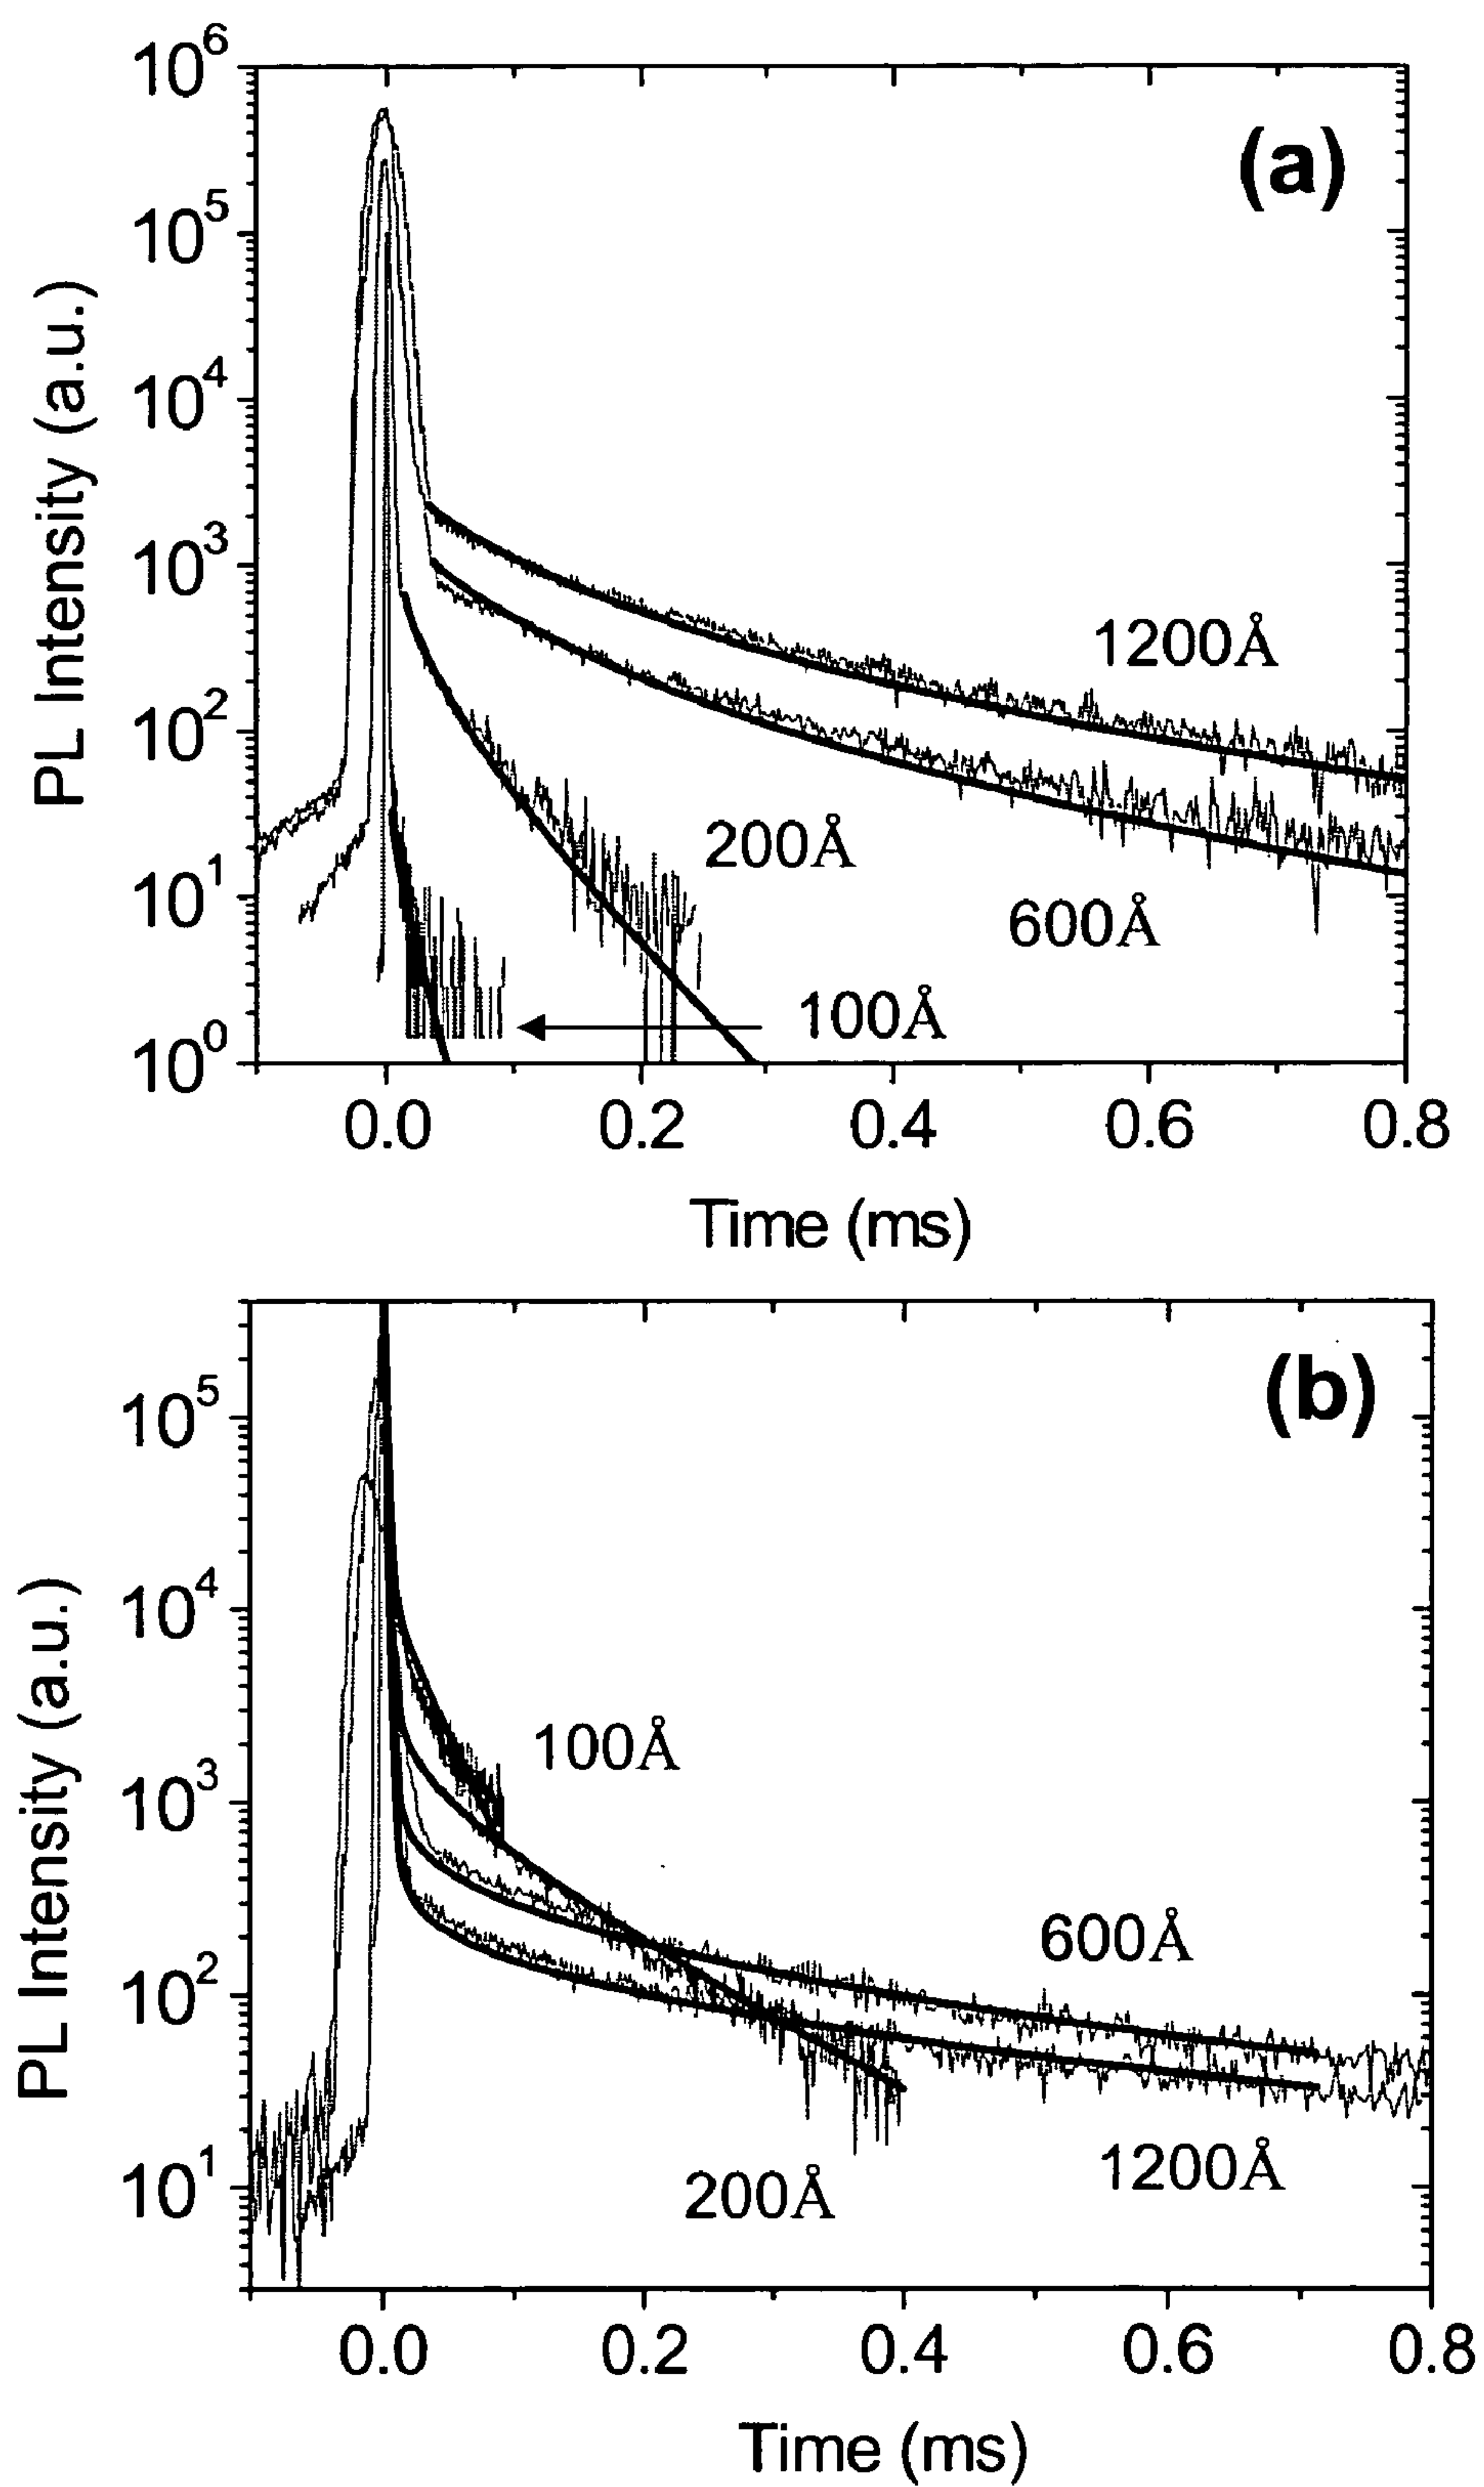 10^6
(a)
10^5
10^4
10^3
1200Å
10^2
200Å
10^1
600Å
100Å
10^0
PL Intensity (a.u.)
0.0 0.2 0.4 0.6 0.8
Time (ms)
(b)
10^5
10^4
100Å
10^3
600Å
10^2
1200Å
10^1
200Å
PL Intensity (a.u.)
0.0 0.2 0.4 0.6 0.8
Time (ms)